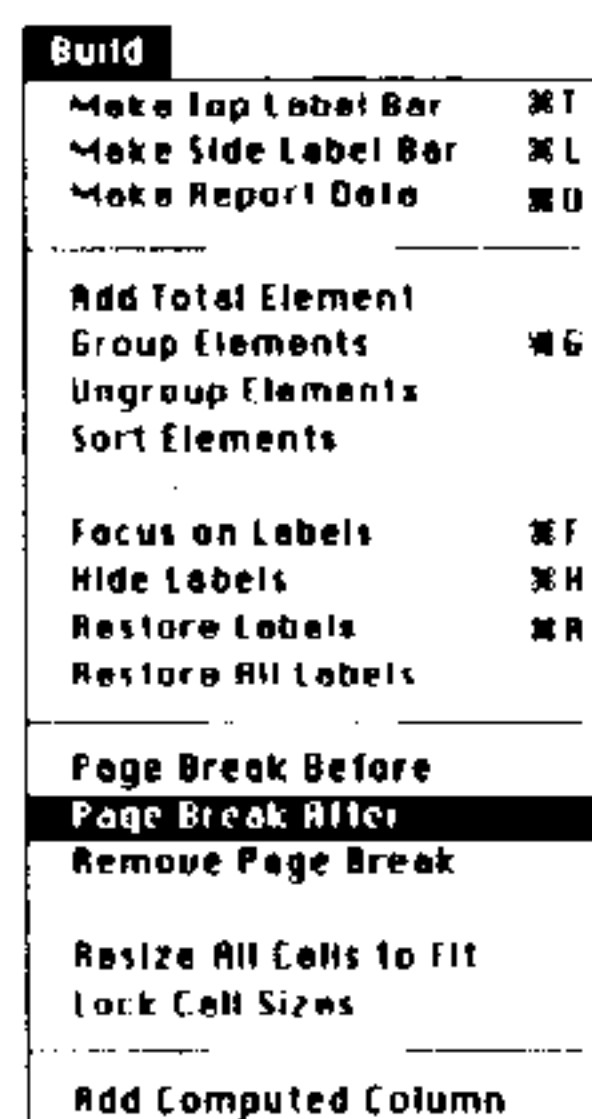 Build
Make Top Label Bar ⌘T
Make Side Label Bar ⌘L
Make Report Data ⌘D
Add Total Element
Group Elements ⌘G
Ungroup Elements
Sort Elements
Focus on Labels ⌘F
Hide Labels ⌘H
Restore Labels ⌘R
Restore All Labels
Page Break Before
Page Break After
Remove Page Break
Resize All Cells to Fit
Lock Cell Sizes
Add Computed Column